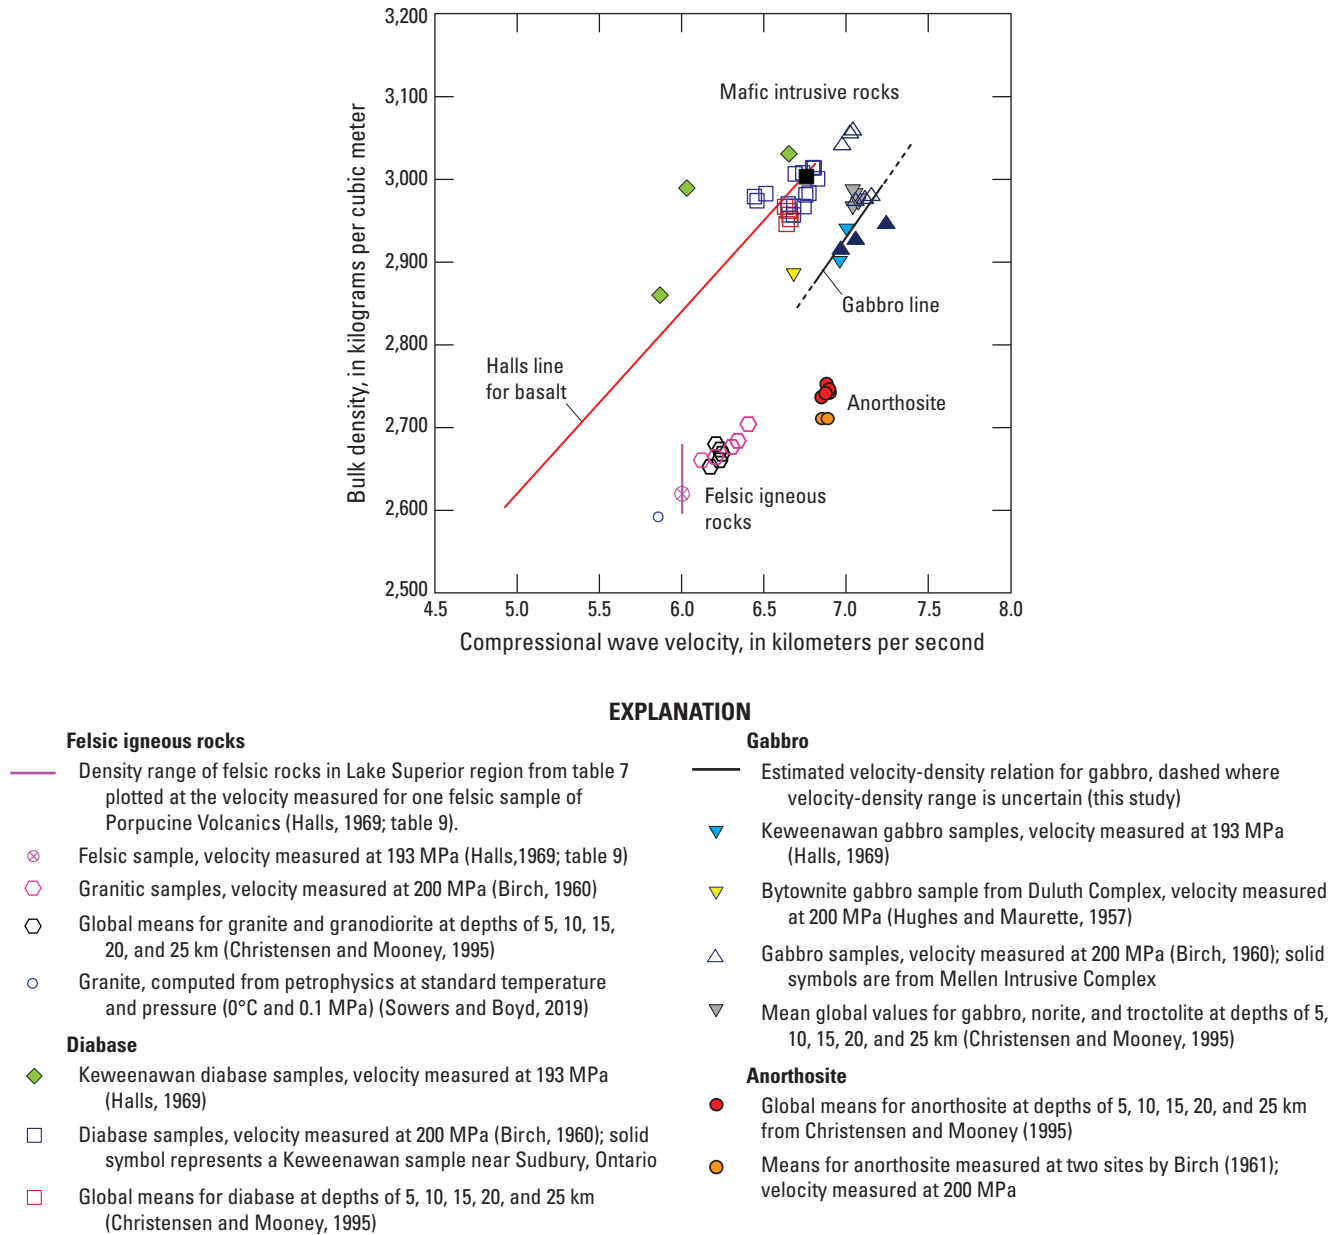 3,200
3,100
3,000
2,900
2,800
2,700
2,600
2,500
Bulk density, in kilograms per cubic meter
4.5 5.0 5.5 6.0 6.5 7.0 7.5 8.0
Compressional wave velocity, in kilometers per second
Mafic intrusive rocks
Gabbro line
Halls line
for basalt
Anorthosite
Felsic igneous
rocks
EXPLANATION
Felsic igneous rocks
Density range of felsic rocks in Lake Superior region from table 7
plotted at the velocity measured for one felsic sample of
Porpucine Volcanics (Halls, 1969; table 9).
Felsic sample, velocity measured at 193 MPa (Halls,1969; table 9)
Granitic samples, velocity measured at 200 MPa (Birch, 1960)
Global means for granite and granodiorite at depths of 5, 10, 15,
20, and 25 km (Christensen and Mooney, 1995)
Granite, computed from petrophysics at standard temperature
and pressure (0°C and 0.1 MPa) (Sowers and Boyd, 2019)
Diabase
Keweenawan diabase samples, velocity measured at 193 MPa
(Halls, 1969)
Diabase samples, velocity measured at 200 MPa (Birch, 1960); solid
symbol represents a Keweenawan sample near Sudbury, Ontario
Global means for diabase at depths of 5, 10, 15, 20, and 25 km
(Christensen and Mooney, 1995)
Gabbro
Estimated velocity-density relation for gabbro, dashed where
velocity-density range is uncertain (this study)
Keweenawan gabbro samples, velocity measured at 193 MPa
(Halls, 1969)
Bytownite gabbro sample from Duluth Complex, velocity measured
at 200 MPa (Hughes and Maurette, 1957)
Gabbro samples, velocity measured at 200 MPa (Birch, 1960); solid
symbols are from Mellen Intrusive Complex
Mean global values for gabbro, norite, and troctolite at depths of 5,
10, 15, 20, and 25 km (Christensen and Mooney, 1995)
Anorthosite
Global means for anorthosite at depths of 5, 10, 15, 20, and 25 km
from Christensen and Mooney (1995)
Means for anorthosite measured at two sites by Birch (1961);
velocity measured at 200 MPa